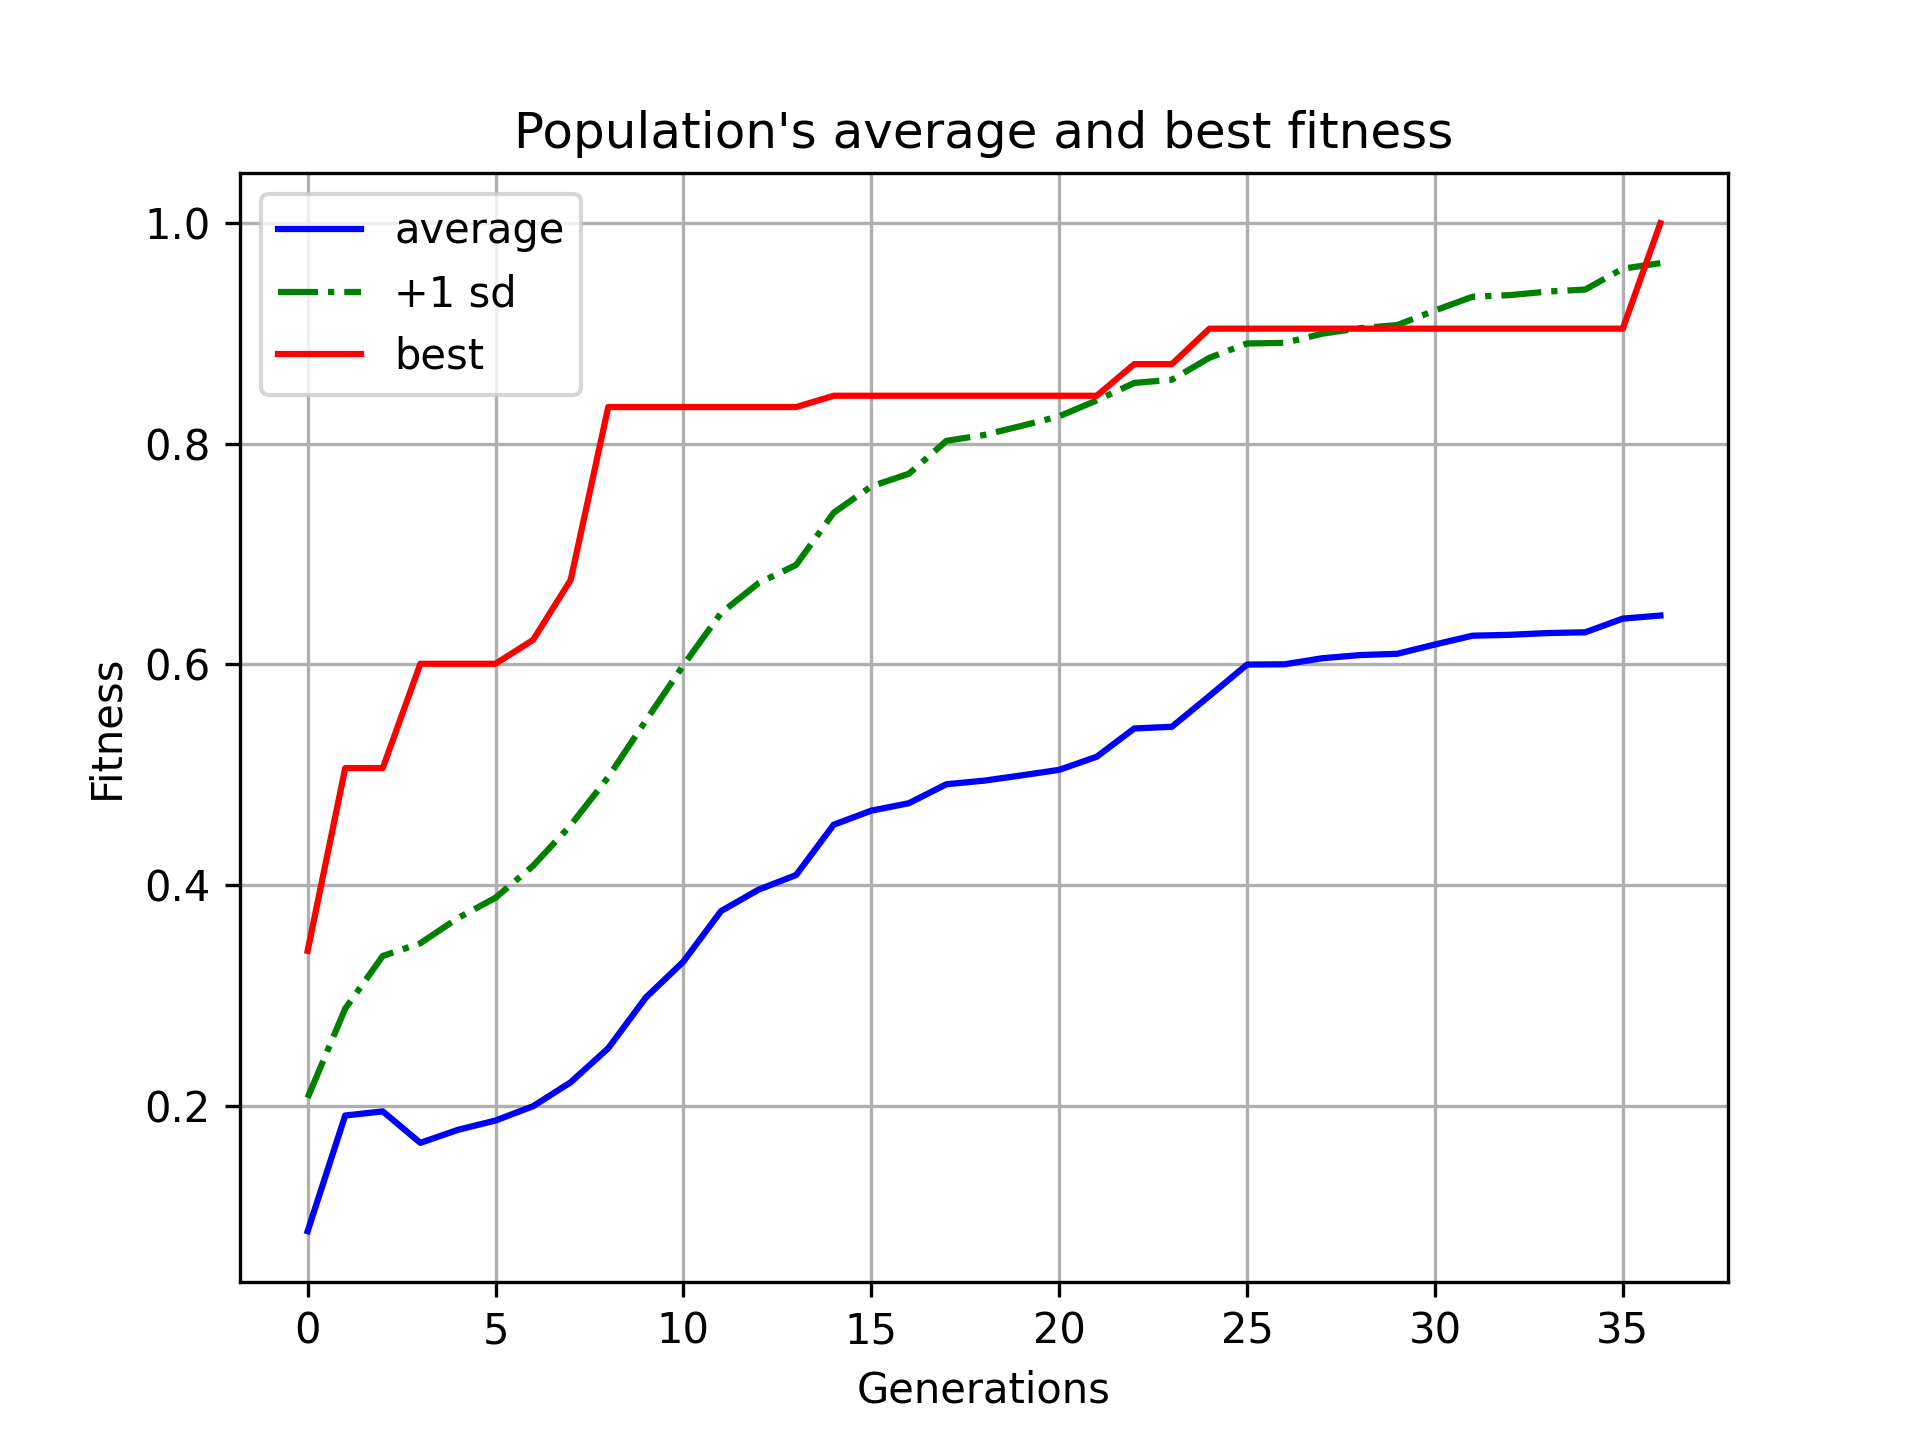 Population's average and best fitness
average
+1 sd
best
1.0
0.8
0.6
0.4
0.2
Fitness
0 5 10 15 20 25 30 35
Generations